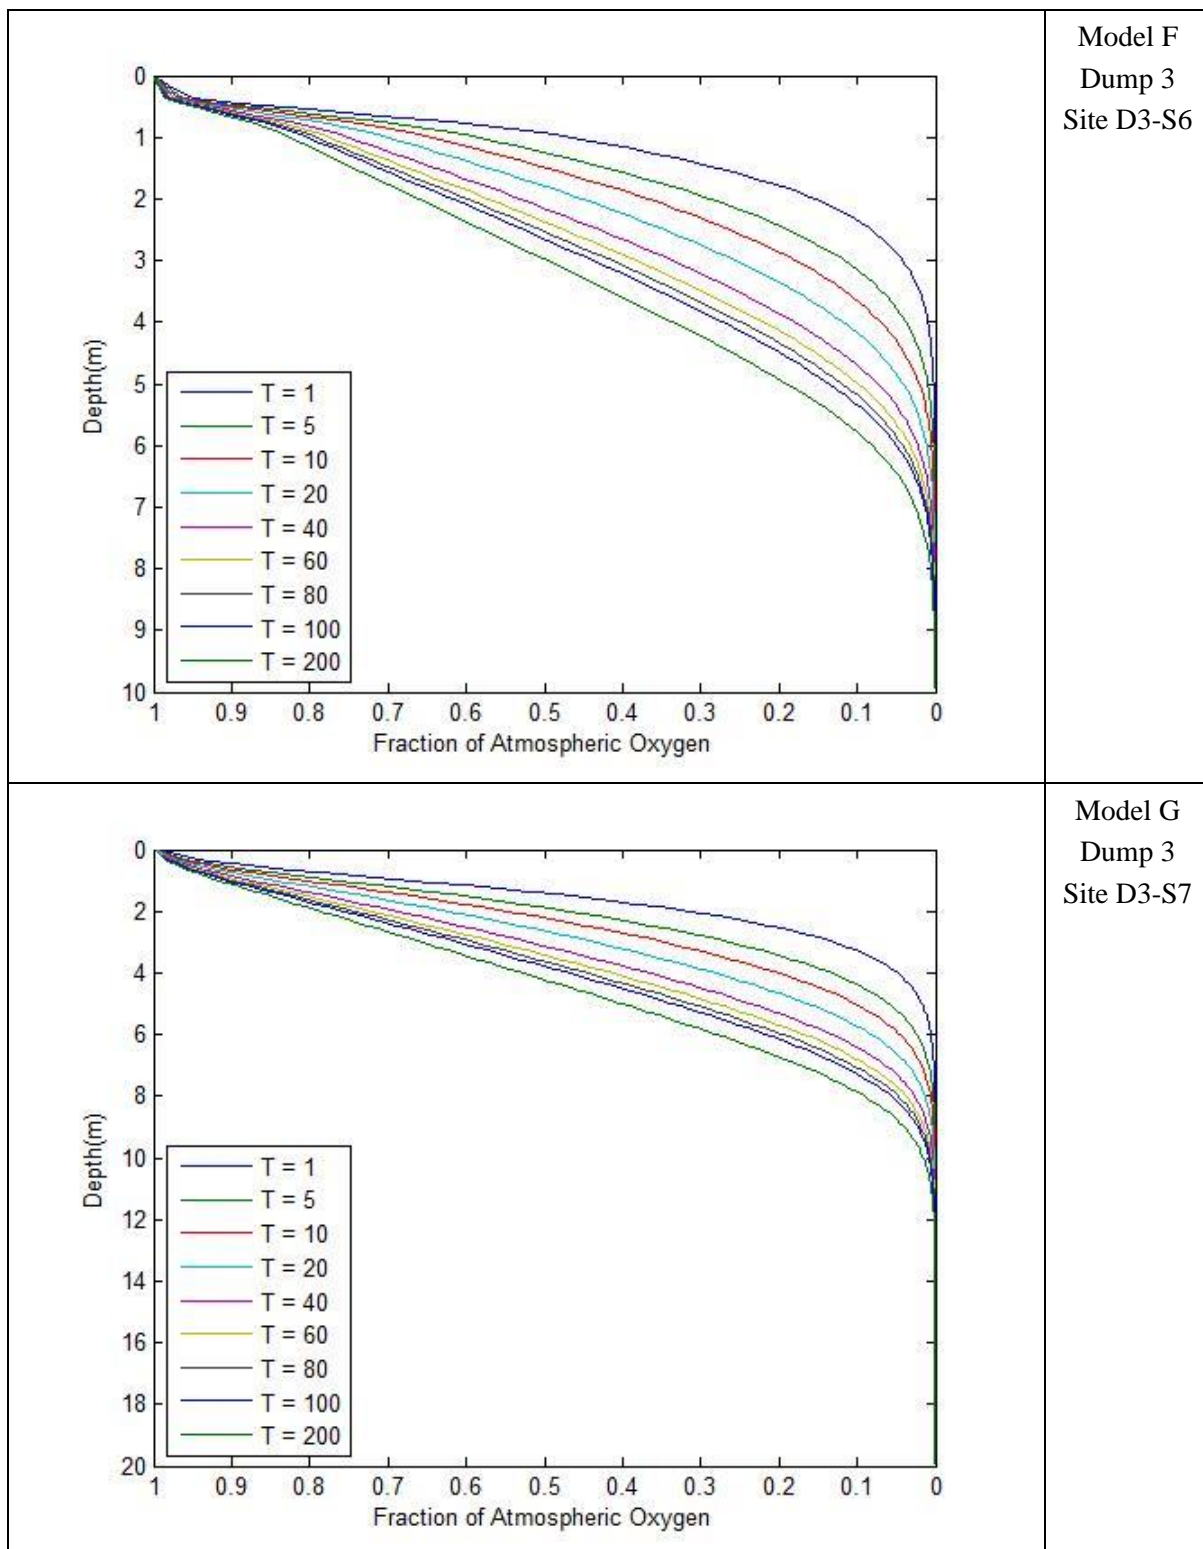 Model F
Dump 3
Site D3-S6
0
1
2
3
4
5
6
7
8
9
10
Depth(m)
T = 1
T = 5
T = 10
T = 20
T = 40
T = 60
T = 80
T = 100
T = 200
1 0.9 0.8 0.7 0.6 0.5 0.4 0.3 0.2 0.1 0
Fraction of Atmospheric Oxygen
Model G
Dump 3
Site D3-S7
0
2
4
6
8
10
12
14
16
18
20
Depth(m)
T = 1
T = 5
T = 10
T = 20
T = 40
T = 60
T = 80
T = 100
T = 200
1 0.9 0.8 0.7 0.6 0.5 0.4 0.3 0.2 0.1 0
Fraction of Atmospheric Oxygen